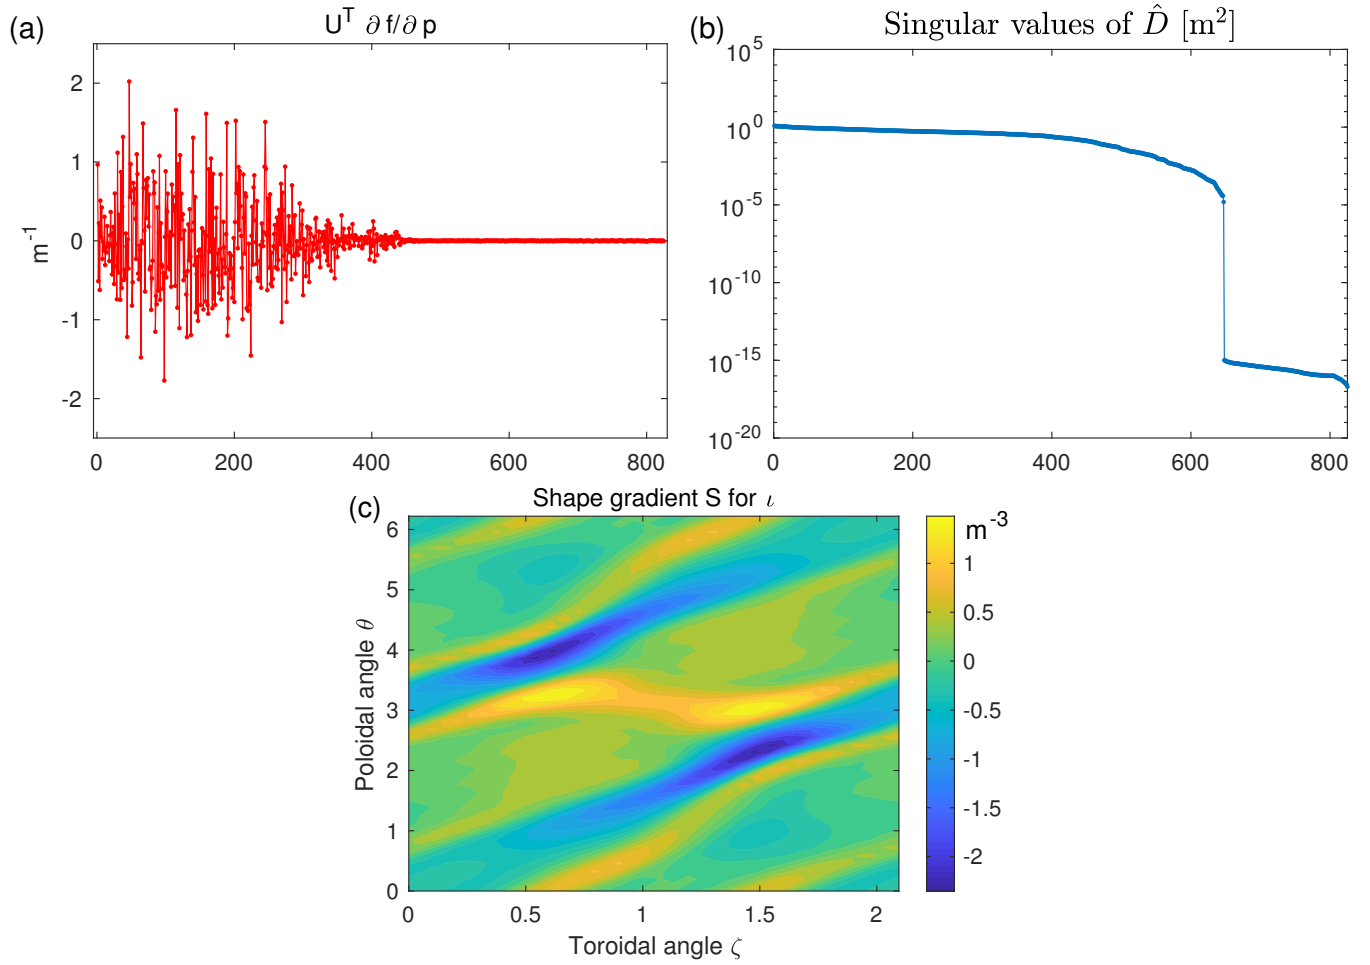 (a)
U^T ∂ f/∂ p
m^-1
2
1
0
-1
-2
0 200 400 600 800
(b)
Singular values of D̂ [m²]
10^5
10^0
10^-5
10^-10
10^-15
10^-20
0 200 400 600 800
(c)
Shape gradient S for ι
Poloidal angle θ
6
5
4
3
2
1
0
0 0.5 1 1.5 2
Toroidal angle ζ
m^-3
1
0.5
0
-0.5
-1
-1.5
-2